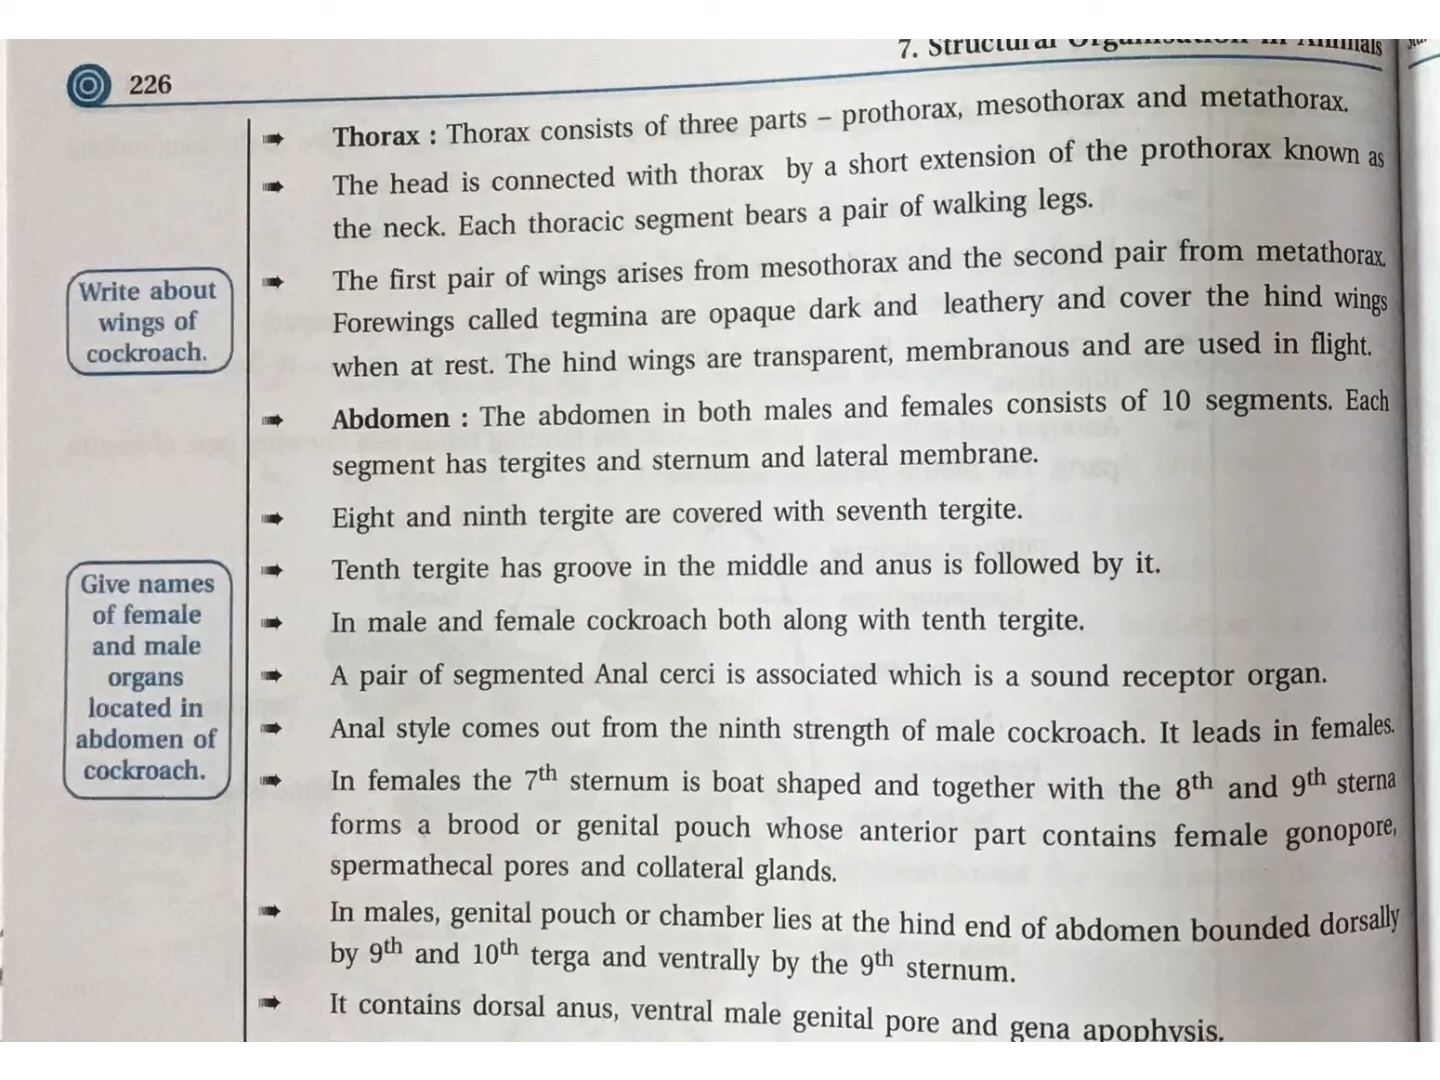 7. Structural Organisation in Animals
226
Thorax : Thorax consists of three parts – prothorax, mesothorax and metathorax.
The head is connected with thorax by a short extension of the prothorax known as
the neck. Each thoracic segment bears a pair of walking legs.
Write about
wings of
cockroach.
The first pair of wings arises from mesothorax and the second pair from metathorax.
Forewings called tegmina are opaque dark and leathery and cover the hind wings
when at rest. The hind wings are transparent, membranous and are used in flight.
Abdomen : The abdomen in both males and females consists of 10 segments. Each
segment has tergites and sternum and lateral membrane.
Eight and ninth tergite are covered with seventh tergite.
Give names
of female
and male
organs
located in
abdomen of
cockroach.
Tenth tergite has groove in the middle and anus is followed by it.
In male and female cockroach both along with tenth tergite.
A pair of segmented Anal cerci is associated which is a sound receptor organ.
Anal style comes out from the ninth strength of male cockroach. It leads in females.
In females the 7th sternum is boat shaped and together with the 8th and 9th sterna
forms a brood or genital pouch whose anterior part contains female gonopore,
spermathecal pores and collateral glands.
In males, genital pouch or chamber lies at the hind end of abdomen bounded dorsally
by 9th and 10th terga and ventrally by the 9th sternum.
It contains dorsal anus, ventral male genital pore and gena apophysis.